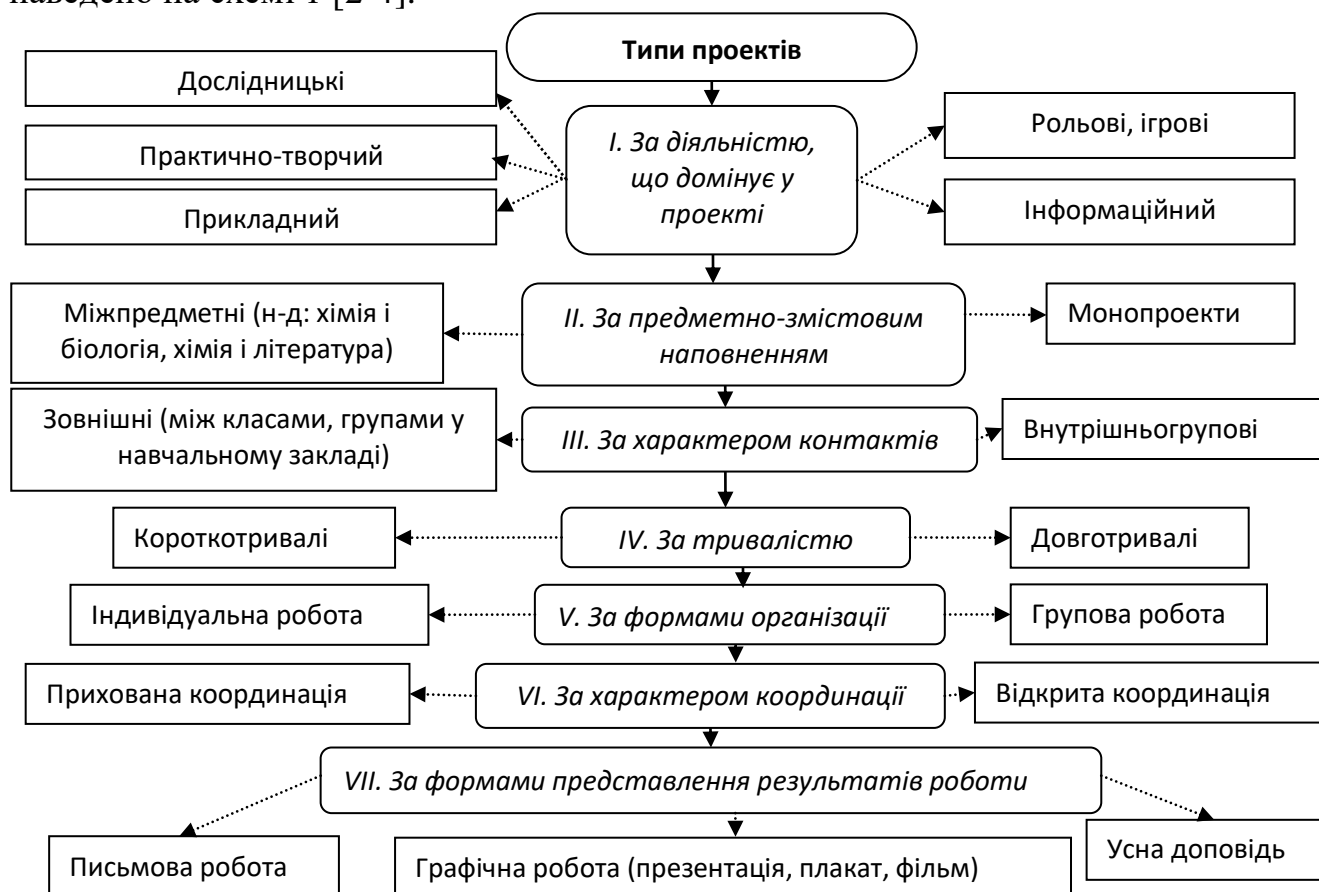 наведено на схемі 1 [2-4].
Типи проектів
Дослідницькі
Практично-творчий
Прикладний
І. За діяльністю,
що домінує у
проекті
Рольові, ігрові
Інформаційний
Міжпредметні (н-д: хімія і
біологія, хімія і література)
ІІ. За предметно-змістовим
наповненням
Монопроекти
Зовнішні (між класами, групами у
навчальному закладі)
ІІІ. За характером контактів
Внутрішньогрупові
Короткотривалі
IV. За тривалістю
Довготривалі
Індивідуальна робота
V. За формами організації
Групова робота
Прихована координація
VI. За характером координації
Відкрита координація
VII. За формами представлення результатів роботи
Письмова робота
Графічна робота (презентація, плакат, фільм)
Усна доповідь